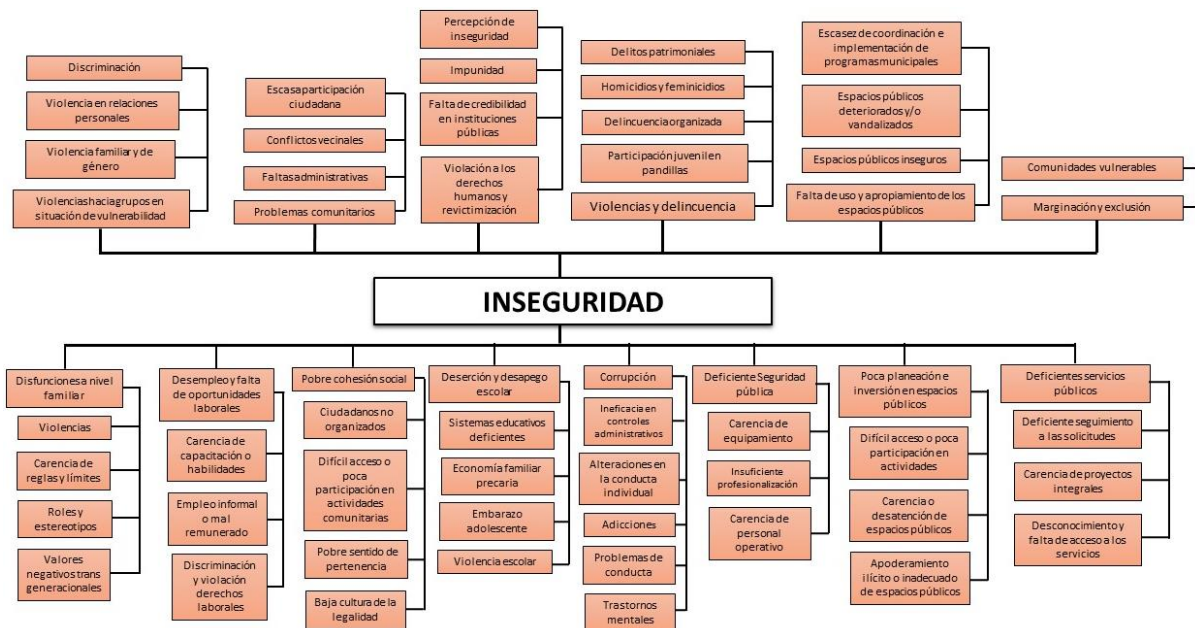 Discriminación
Violencia en relaciones
personales
Violencia familiar y de
género
Violencias hacia grupos en
situación de vulnerabilidad
Escasa participación
ciudadana
Conflictos vecinales
Faltas administrativas
Problemas comunitarios
Percepción de
inseguridad
Impunidad
Falta de credibilidad
en instituciones
públicas
Violación a los
derechos
humanos y
revictimización
Delitos patrimoniales
Homicidios y feminicidios
Delincuencia organizada
Participación juvenil en
pandillas
Violencias y delincuencia
Escasez de coordinación e
implementación de
programas municipales
Espacios públicos
deteriorados y/o
vandalizados
Espacios públicos inseguros
Falta de uso y apropiamiento de los
espacios públicos
Comunidades vulnerables
Marginación y exclusión
INSEGURIDAD
Disfunciones a nivel
familiar
Violencias
Carencia de
reglas y límites
Roles y
estereotipos
Valores
negativos trans
generacionales
Desempleo y falta
de oportunidades
laborales
Carencia de
capacitación o
habilidades
Empleo informal
o mal
remunerado
Discriminación
y violación
derechos
laborales
Pobre cohesión social
Ciudadanos no
organizados
Difícil acceso o
poca
participación en
actividades
comunitarias
Pobre sentido de
pertenencia
Baja cultura de la
legalidad
Deserción y desapego
escolar
Sistemas educativos
deficientes
Economía familiar
precaria
Embarazo
adolescente
Violencia escolar
Corrupción
Ineficacia en
controles
administrativos
Alteraciones en
la conducta
individual
Adicciones
Problemas de
conducta
Trastornos
mentales
Deficiente Seguridad
pública
Carencia de
equipamiento
Insuficiente
profesionalización
Carencia de
personal
operativo
Poca planeación e
inversión en espacios
públicos
Difícil acceso o poca
participación en
actividades
Carencia o
desatención de
espacios públicos
Apoderamiento
ilícito o inadecuado
de espacios públicos
Deficientes servicios
públicos
Deficiente seguimiento
a las solicitudes
Carencia de proyectos
integrales
Desconocimiento y
falta de acceso a los
servicios